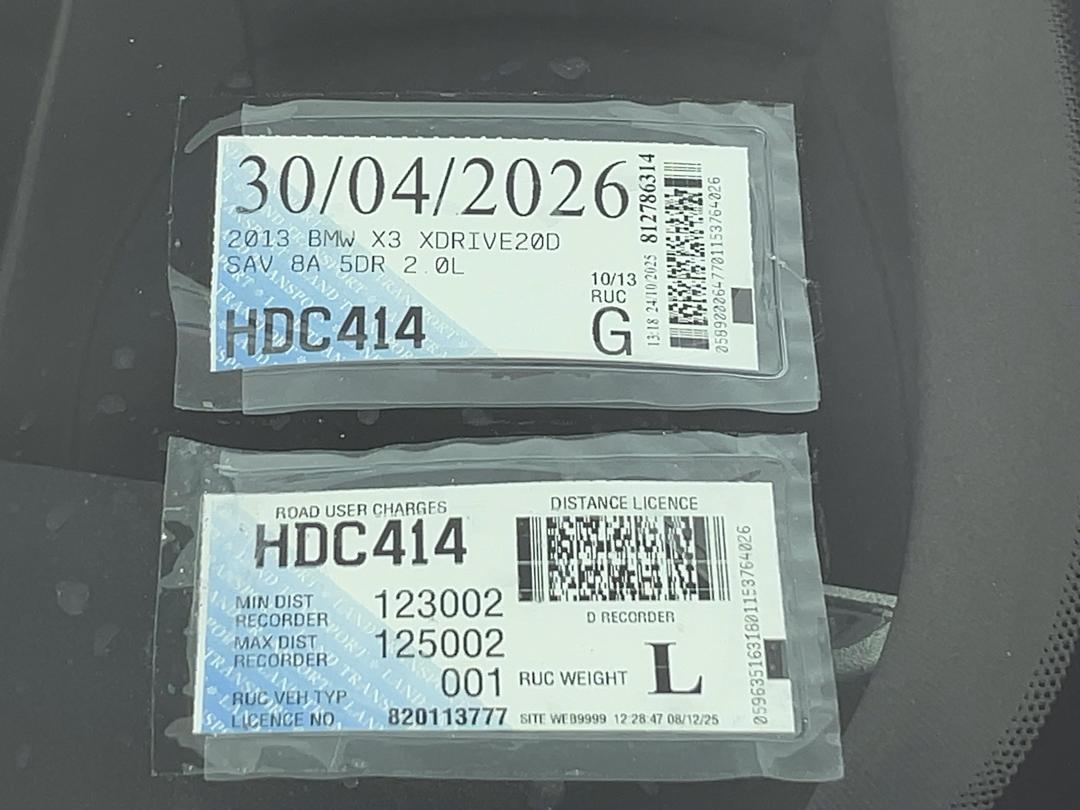 30/04/2026
2013 BMW X3 XDRIVE20D
SAV 8A 5DR 2.0L
10/13
RUC
HDC414
G
13:18 24/10/2025 812786314
0589000647701153764026
ROAD USER CHARGES
HDC414
DISTANCE LICENCE
MIN DIST
RECORDER
123002
D RECORDER
MAX DIST
RECORDER
125002
RUC VEH TYP
001
RUC WEIGHT L
LICENCE NO
820113777
SITE WEB9999 12:28:47 08/12/25
0596351631801153764026